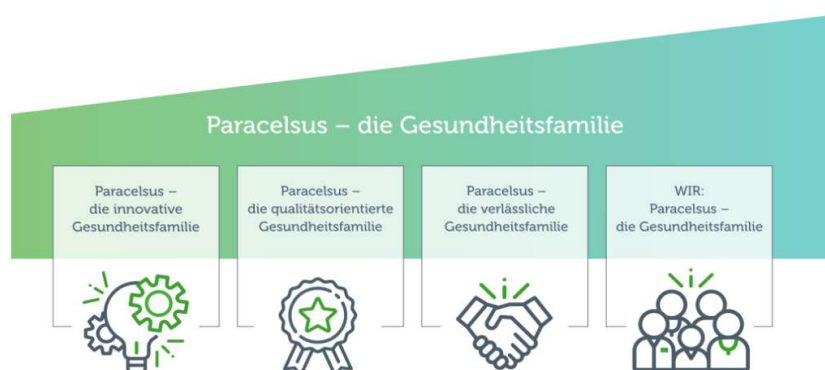 Paracelsus – die Gesundheitsfamilie
Paracelsus –
die innovative
Gesundheitsfamilie
Paracelsus –
die qualitätsorientierte
Gesundheitsfamilie
Paracelsus –
die verlässliche
Gesundheitsfamilie
WIR:
Paracelsus –
die Gesundheitsfamilie